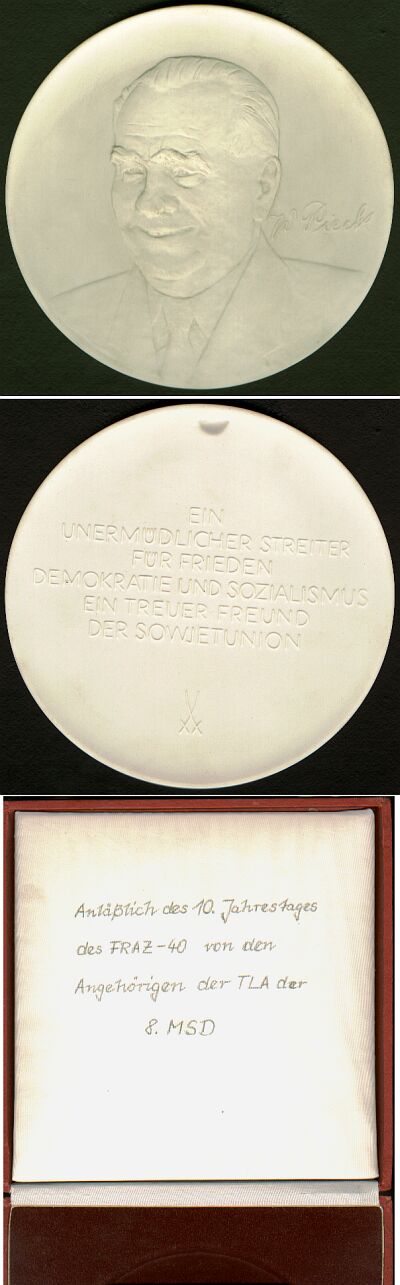 W Pieck
EIN
UNERMÜDLICHER STREITER
FÜR FRIEDEN
DEMOKRATIE UND SOZIALISMUS
EIN TREUER FREUND
DER SOWJETUNION
Anläßlich des 10. Jahrestages
des FRAZ-40 von den
Angehörigen der TLA der
8. MSD